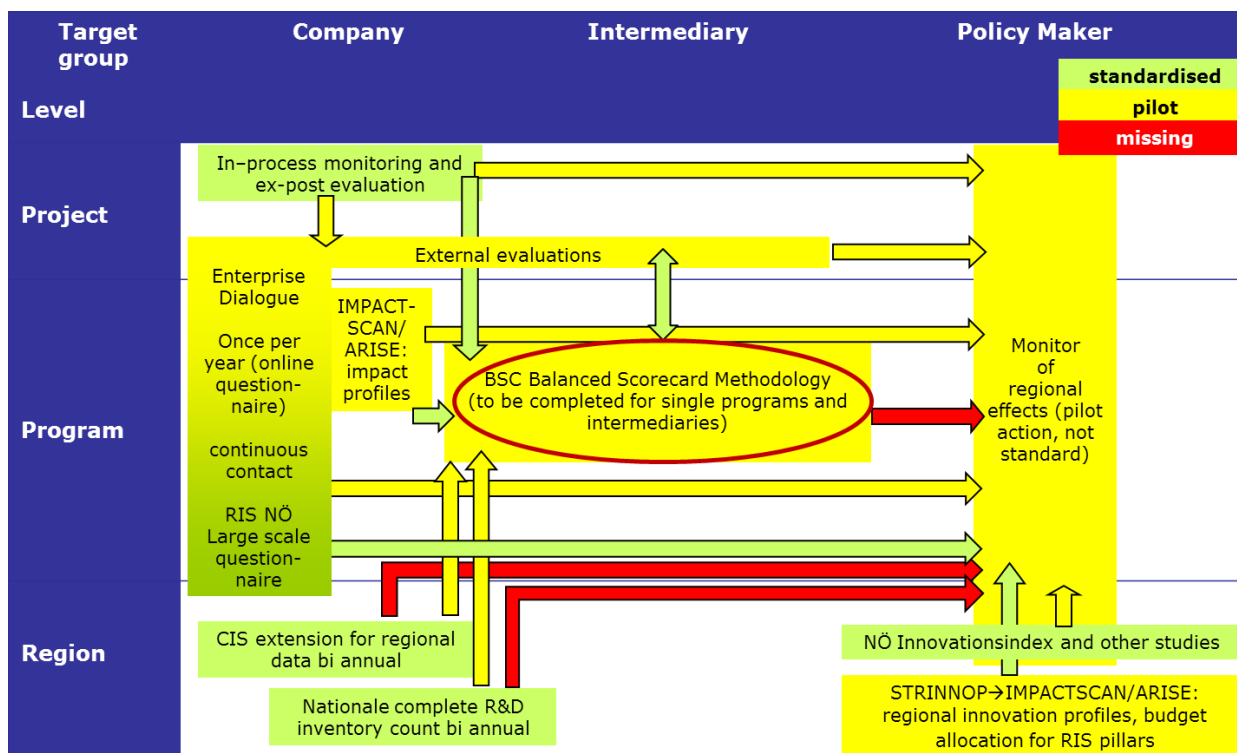 Target
group
Company
Intermediary
Policy Maker
standardised
pilot
missing
Level
Project
In–process monitoring and
ex-post evaluation
External evaluations
Enterprise
Dialogue
Once per
year (online
question-
naire)
continuous
contact
RIS NÖ
Large scale
question-
naire
IMPACT-
SCAN/
ARISE:
impact
profiles
BSC Balanced Scorecard Methodology
(to be completed for single programs and
intermediaries)
Monitor
of
regional
effects (pilot
action, not
standard)
Program
Region
CIS extension for regional
data bi annual
Nationale complete R&D
inventory count bi annual
NÖ Innovationsindex and other studies
STRINNOP→IMPACTSCAN/ARISE:
regional innovation profiles, budget
allocation for RIS pillars